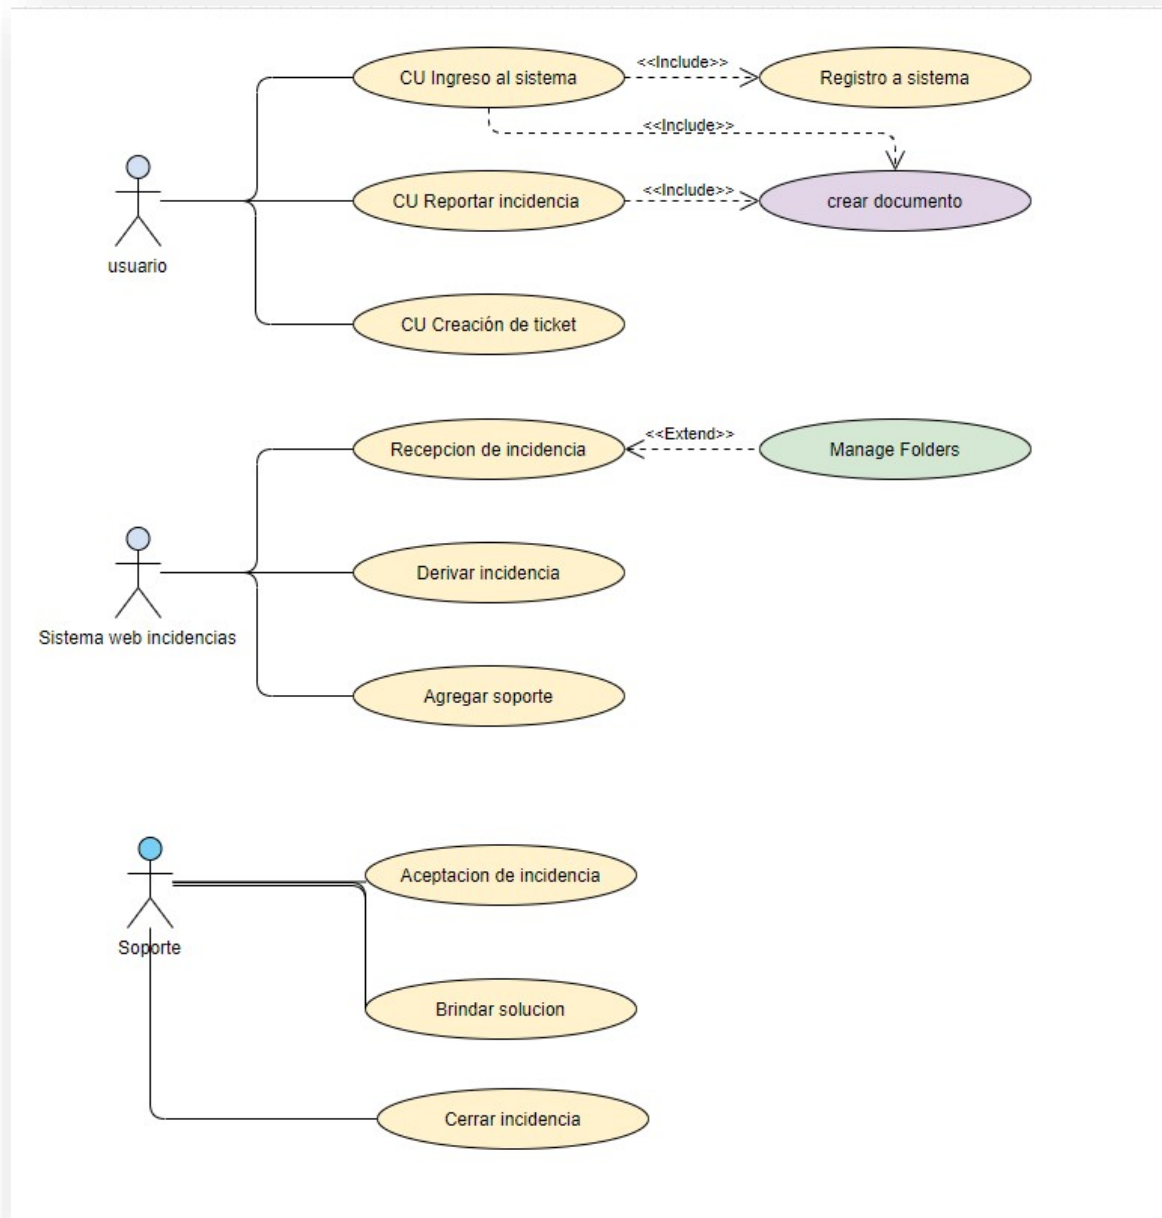 CU Ingreso al sistema
<<Include>>
Registro a sistema
<<Include>>
CU Reportar incidencia
<<Include>>
crear documento
usuario
CU Creación de ticket
Recepcion de incidencia
<<Extend>>
Manage Folders
Derivar incidencia
Sistema web incidencias
Agregar soporte
Aceptacion de incidencia
Soporte
Brindar solucion
Cerrar incidencia